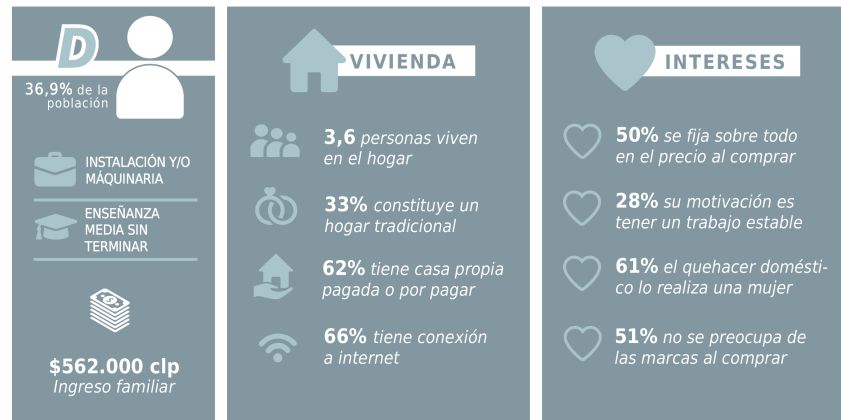 D
36,9% de la
población
INSTALACIÓN Y/O
MÁQUINARIA
ENSEÑANZA
MEDIA SIN
TERMINAR
$562.000 clp
Ingreso familiar
VIVIENDA
3,6 personas viven
en el hogar
33% constituye un
hogar tradicional
62% tiene casa propia
pagada o por pagar
66% tiene conexión
a internet
INTERESES
50% se fija sobre todo
en el precio al comprar
28% su motivación es
tener un trabajo estable
61% el quehacer domésti-
co lo realiza una mujer
51% no se preocupa de
las marcas al comprar